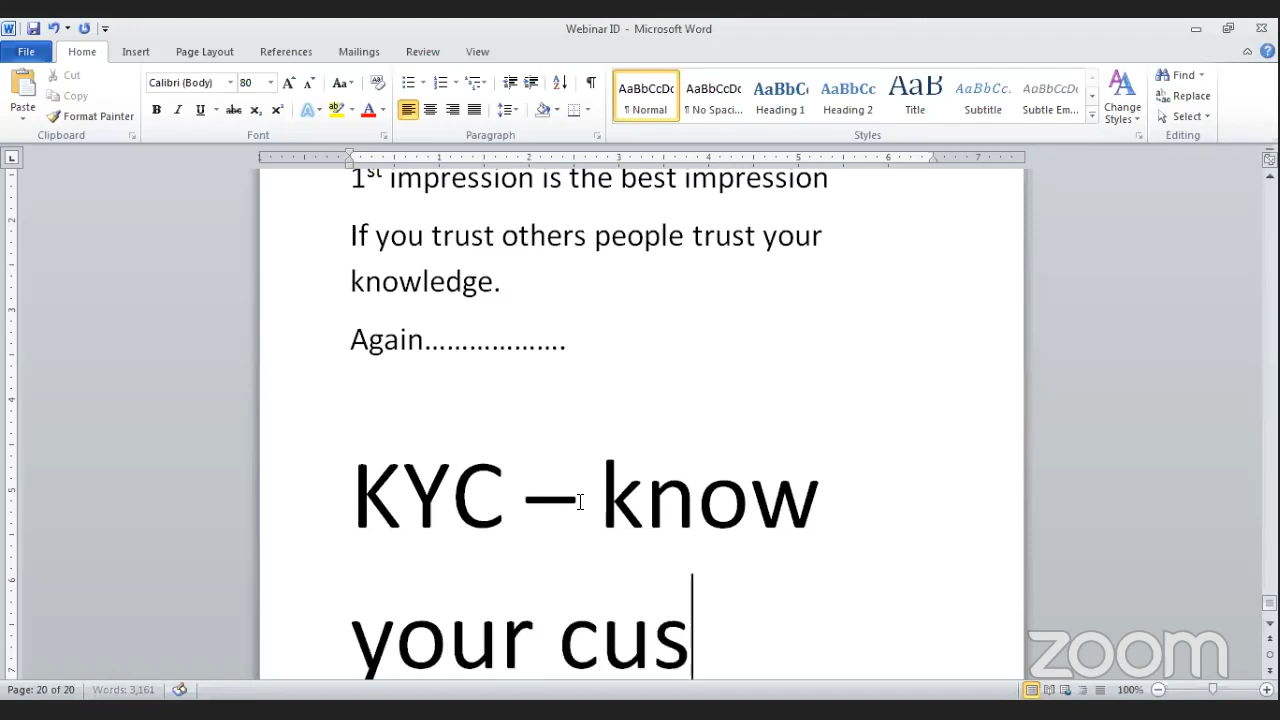 Webinar ID - Microsoft Word
File Home Insert Page Layout References Mailings Review View
Paste
Cut
Copy
Format Painter
Clipboard
Calibri (Body) 80
Font
Paragraph
AaBbCcDc AaBbCcDc AaBbC AaBbCc AaB AaBbCc. AaBbCcDc
¶ Normal ¶ No Spaci... Heading 1 Heading 2 Title Subtitle Subtle Em...
Change Styles
Styles
Find
Replace
Select
Editing
1st impression is the best impression
If you trust others people trust your
knowledge.
Again..................
KYC – know
your cus
zoom
Page: 20 of 20 Words: 3,161 100%